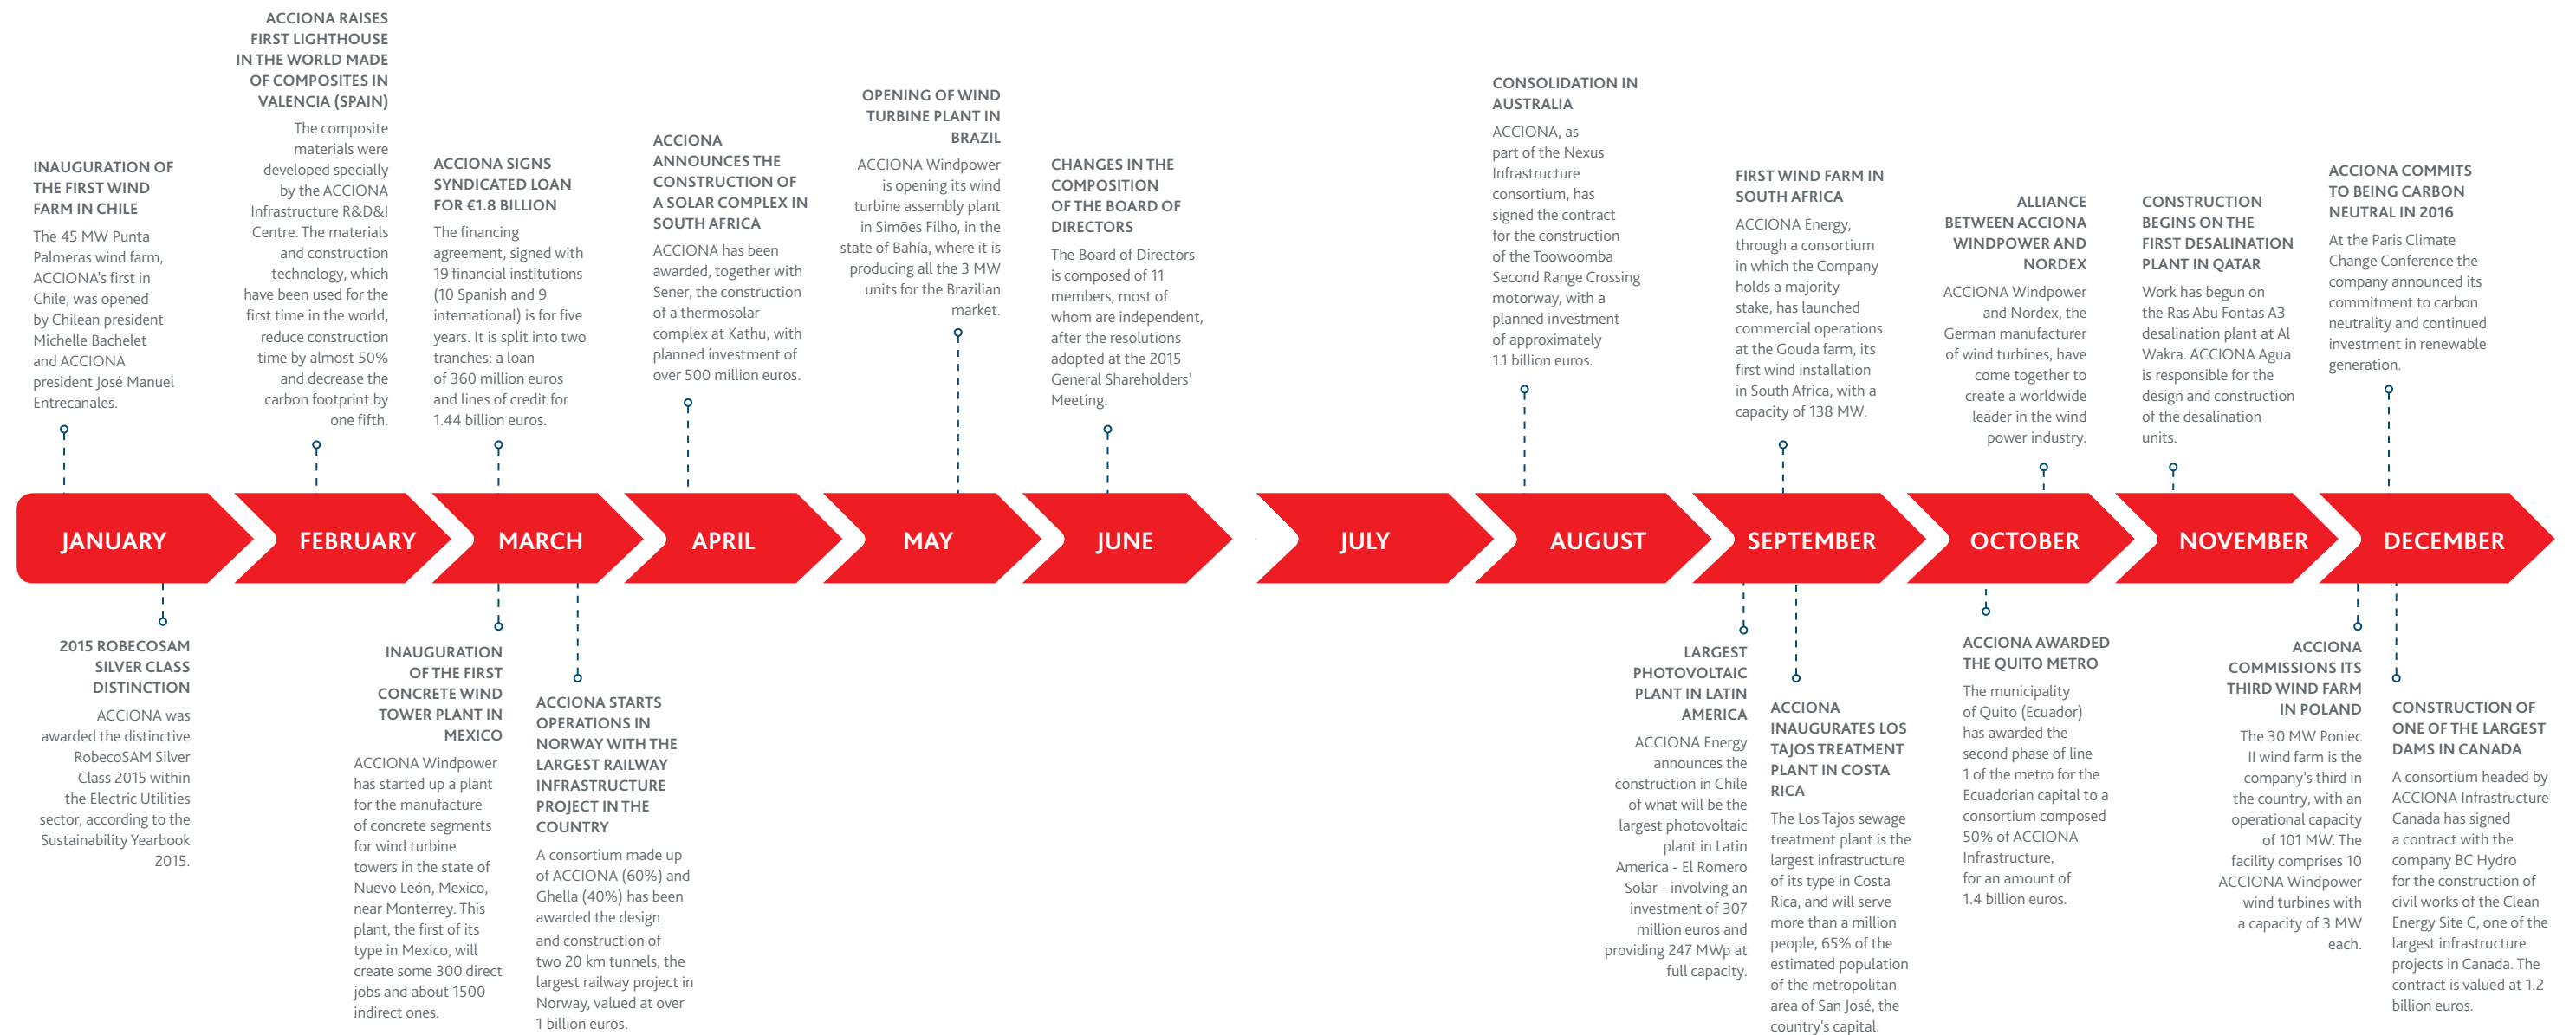 INAUGURATION OF
THE FIRST WIND
FARM IN CHILE
The 45 MW Punta
Palmeras wind farm,
ACCIONA's first in
Chile, was opened
by Chilean president
Michelle Bachelet
and ACCIONA
president José Manuel
Entrecanales.
ACCIONA RAISES
FIRST LIGHTHOUSE
IN THE WORLD MADE
OF COMPOSITES IN
VALENCIA (SPAIN)
The composite
materials were
developed specially
by the ACCIONA
Infrastructure R&D&I
Centre. The materials
and construction
technology, which
have been used for the
first time in the world,
reduce construction
time by almost 50%
and decrease the
carbon footprint by
one fifth.
ACCIONA SIGNS
SYNDICATED LOAN
FOR €1.8 BILLION
The financing
agreement, signed with
19 financial institutions
(10 Spanish and 9
international) is for five
years. It is split into two
tranches: a loan
of 360 million euros
and lines of credit for
1.44 billion euros.
ACCIONA
ANNOUNCES THE
CONSTRUCTION OF
A SOLAR COMPLEX IN
SOUTH AFRICA
ACCIONA has been
awarded, together with
Sener, the construction
of a thermosolar
complex at Kathu, with
planned investment of
over 500 million euros.
OPENING OF WIND
TURBINE PLANT IN
BRAZIL
ACCIONA Windpower
is opening its wind
turbine assembly plant
in Simões Filho, in the
state of Bahía, where it is
producing all the 3 MW
units for the Brazilian
market.
CHANGES IN THE
COMPOSITION
OF THE BOARD OF
DIRECTORS
The Board of Directors
is composed of 11
members, most of
whom are independent,
after the resolutions
adopted at the 2015
General Shareholders'
Meeting.
CONSOLIDATION IN
AUSTRALIA
ACCIONA, as
part of the Nexus
Infrastructure
consortium, has
signed the contract
for the construction
of the Toowoomba
Second Range Crossing
motorway, with a
planned investment
of approximately
1.1 billion euros.
FIRST WIND FARM IN
SOUTH AFRICA
ACCIONA Energy,
through a consortium
in which the Company
holds a majority
stake, has launched
commercial operations
at the Gouda farm, its
first wind installation
in South Africa, with a
capacity of 138 MW.
ALLIANCE
BETWEEN ACCIONA
WINDPOWER AND
NORDEX
ACCIONA Windpower
and Nordex, the
German manufacturer
of wind turbines, have
come together to
create a worldwide
leader in the wind
power industry.
CONSTRUCTION
BEGINS ON THE
FIRST DESALINATION
PLANT IN QATAR
Work has begun on
the Ras Abu Fontas A3
desalination plant at Al
Wakra. ACCIONA Agua
is responsible for the
design and construction
of the desalination
units.
ACCIONA COMMITS
TO BEING CARBON
NEUTRAL IN 2016
At the Paris Climate
Change Conference the
company announced its
commitment to carbon
neutrality and continued
investment in renewable
generation.
JANUARY
FEBRUARY
MARCH
APRIL
MAY
JUNE
JULY
AUGUST
SEPTEMBER
OCTOBER
NOVEMBER
DECEMBER
2015 ROBECOSAM
SILVER CLASS
DISTINCTION
ACCIONA was
awarded the distinctive
RobecoSAM Silver
Class 2015 within
the Electric Utilities
sector, according to the
Sustainability Yearbook
2015.
INAUGURATION
OF THE FIRST
CONCRETE WIND
TOWER PLANT IN
MEXICO
ACCIONA Windpower
has started up a plant
for the manufacture
of concrete segments
for wind turbine
towers in the state of
Nuevo León, Mexico,
near Monterrey. This
plant, the first of its
type in Mexico, will
create some 300 direct
jobs and about 1500
indirect ones.
ACCIONA STARTS
OPERATIONS IN
NORWAY WITH THE
LARGEST RAILWAY
INFRASTRUCTURE
PROJECT IN THE
COUNTRY
A consortium made up
of ACCIONA (60%) and
Ghella (40%) has been
awarded the design
and construction of
two 20 km tunnels, the
largest railway project in
Norway, valued at over
1 billion euros.
LARGEST
PHOTOVOLTAIC
PLANT IN LATIN
AMERICA
ACCIONA Energy
announces the
construction in Chile
of what will be the
largest photovoltaic
plant in Latin
America - El Romero
Solar - involving an
investment of 307
million euros and
providing 247 MWp at
full capacity.
ACCIONA
INAUGURATES LOS
TAJOS TREATMENT
PLANT IN COSTA
RICA
The Los Tajos sewage
treatment plant is the
largest infrastructure
of its type in Costa
Rica, and will serve
more than a million
people, 65% of the
estimated population
of the metropolitan
area of San José, the
country's capital.
ACCIONA AWARDED
THE QUITO METRO
The municipality
of Quito (Ecuador)
has awarded the
second phase of line
1 of the metro for the
Ecuadorian capital to a
consortium composed
50% of ACCIONA
Infrastructure,
for an amount of
1.4 billion euros.
ACCIONA
COMMISSIONS ITS
THIRD WIND FARM
IN POLAND
The 30 MW Poniec
II wind farm is the
company's third in
the country, with an
operational capacity
of 101 MW. The
facility comprises 10
ACCIONA Windpower
wind turbines with
a capacity of 3 MW
each.
CONSTRUCTION OF
ONE OF THE LARGEST
DAMS IN CANADA
A consortium headed by
ACCIONA Infrastructure
Canada has signed
a contract with the
company BC Hydro
for the construction of
civil works of the Clean
Energy Site C, one of the
largest infrastructure
projects in Canada. The
contract is valued at 1.2
billion euros.